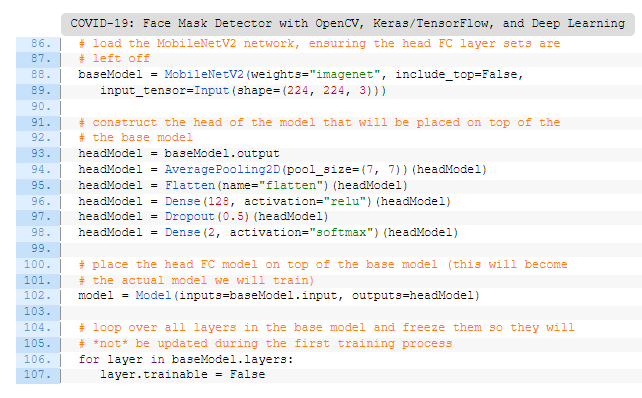 COVID-19: Face Mask Detector with OpenCV, Keras/TensorFlow, and Deep Learning
86. # load the MobileNetV2 network, ensuring the head FC layer sets are
87. # left off
88. baseModel = MobileNetV2(weights="imagenet", include_top=False,
89.    input_tensor=Input(shape=(224, 224, 3)))
90.
91. # construct the head of the model that will be placed on top of the
92. # the base model
93. headModel = baseModel.output
94. headModel = AveragePooling2D(pool_size=(7, 7))(headModel)
95. headModel = Flatten(name="flatten")(headModel)
96. headModel = Dense(128, activation="relu")(headModel)
97. headModel = Dropout(0.5)(headModel)
98. headModel = Dense(2, activation="softmax")(headModel)
99.
100. # place the head FC model on top of the base model (this will become
101. # the actual model we will train)
102. model = Model(inputs=baseModel.input, outputs=headModel)
103.
104. # loop over all layers in the base model and freeze them so they will
105. # *not* be updated during the first training process
106. for layer in baseModel.layers:
107.    layer.trainable = False